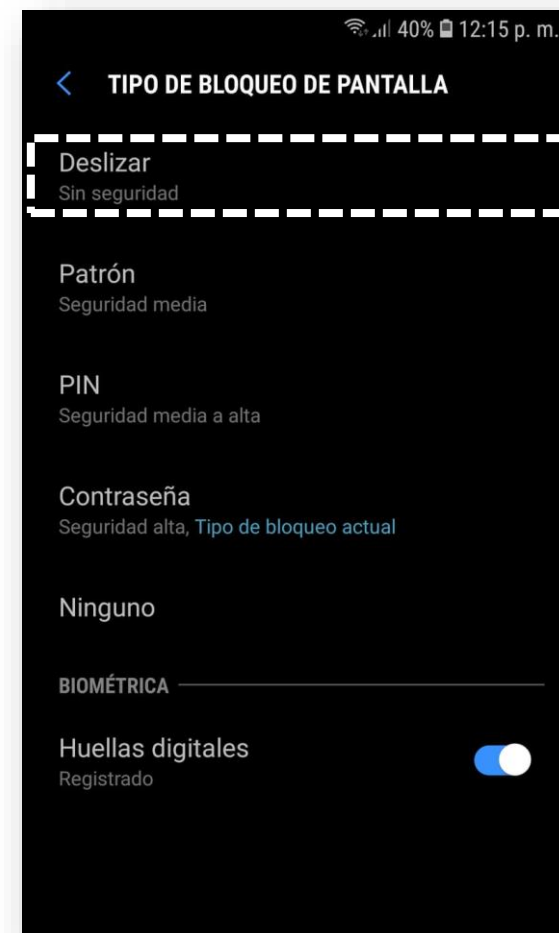 40% 12:15 p. m.
TIPO DE BLOQUEO DE PANTALLA
Deslizar
Sin seguridad
Patrón
Seguridad media
PIN
Seguridad media a alta
Contraseña
Seguridad alta, Tipo de bloqueo actual
Ninguno
BIOMÉTRICA
Huellas digitales
Registrado